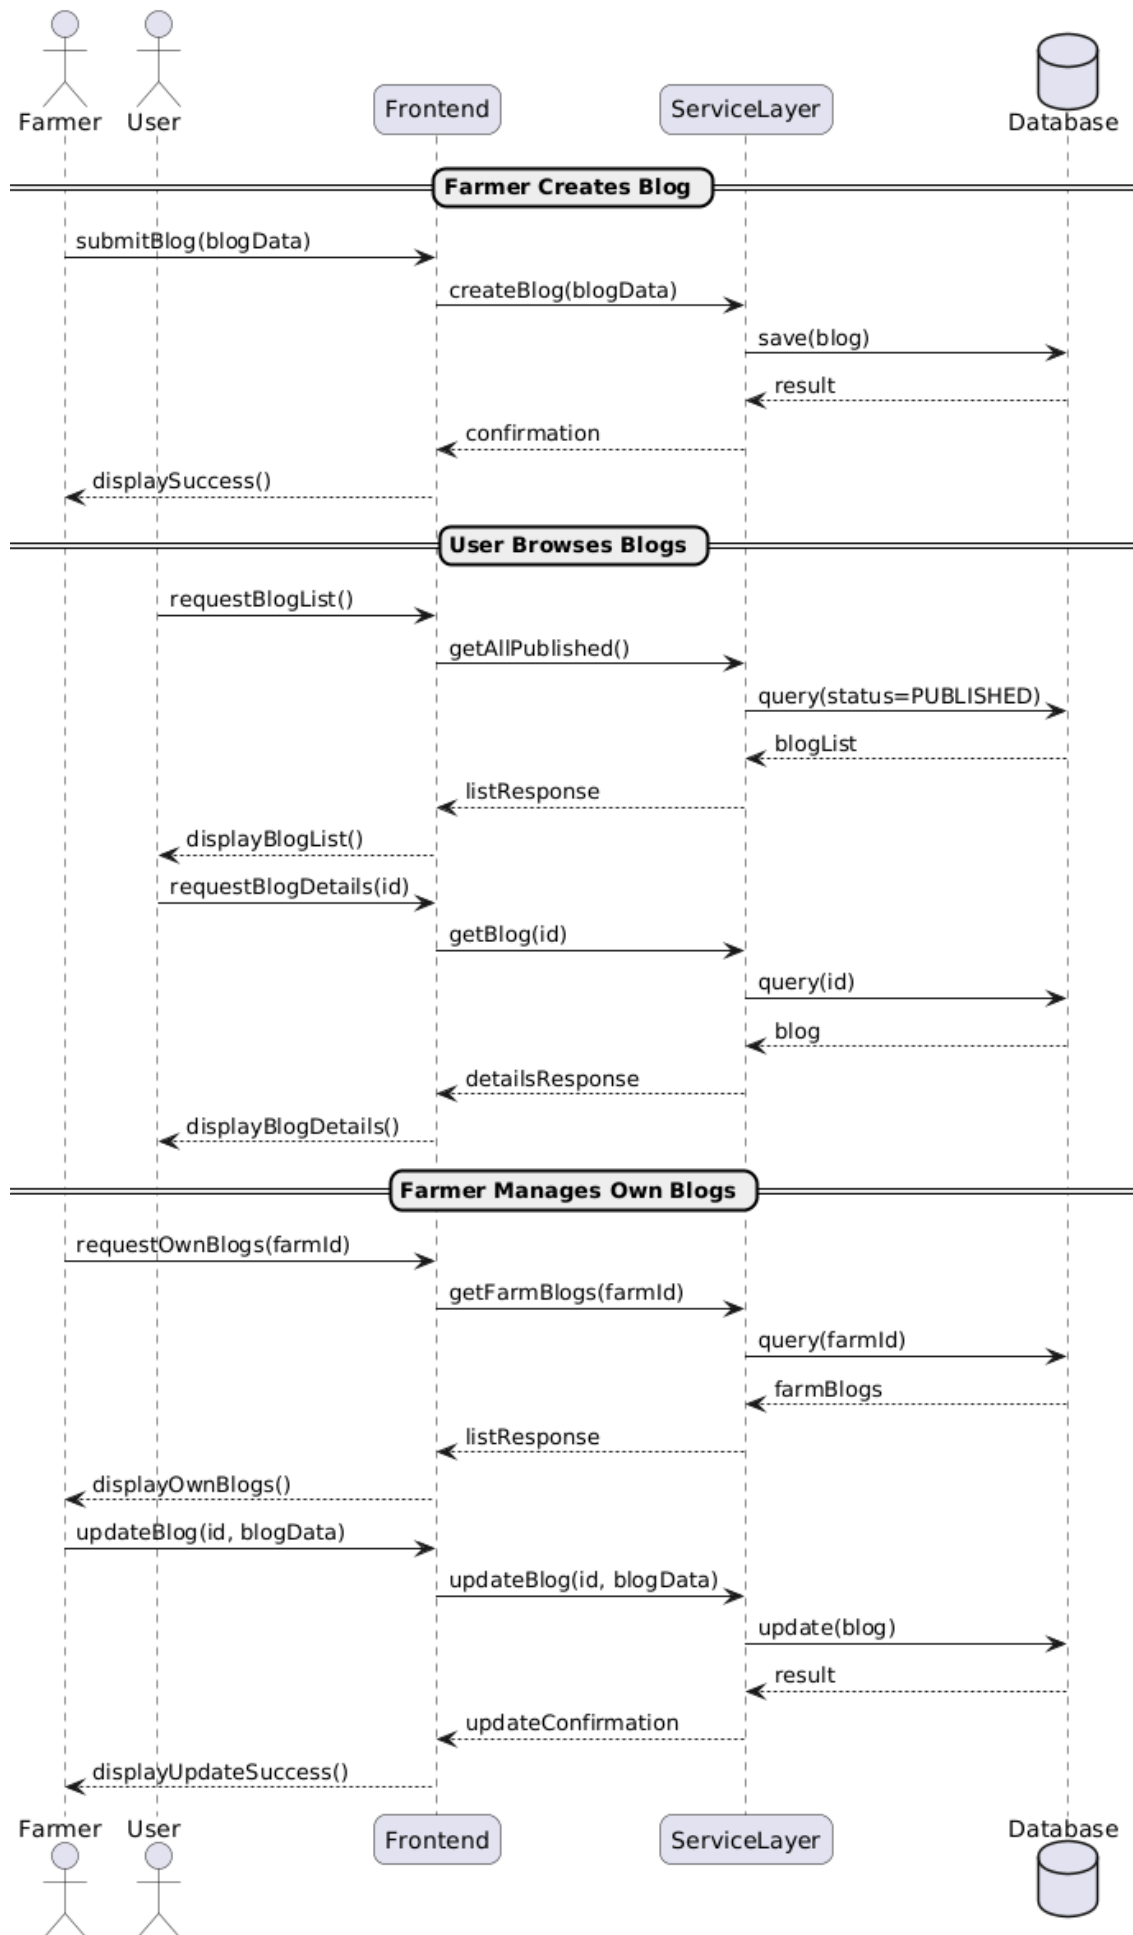 Farmer User Frontend ServiceLayer Database
Farmer Creates Blog
submitBlog(blogData)
createBlog(blogData)
save(blog)
result
confirmation
displaySuccess()
User Browses Blogs
requestBlogList()
getAllPublished()
query(status=PUBLISHED)
blogList
listResponse
displayBlogList()
requestBlogDetails(id)
getBlog(id)
query(id)
blog
detailsResponse
displayBlogDetails()
Farmer Manages Own Blogs
requestOwnBlogs(farmId)
getFarmBlogs(farmId)
query(farmId)
farmBlogs
listResponse
displayOwnBlogs()
updateBlog(id, blogData)
updateBlog(id, blogData)
update(blog)
result
updateConfirmation
displayUpdateSuccess()
Farmer User Frontend ServiceLayer Database